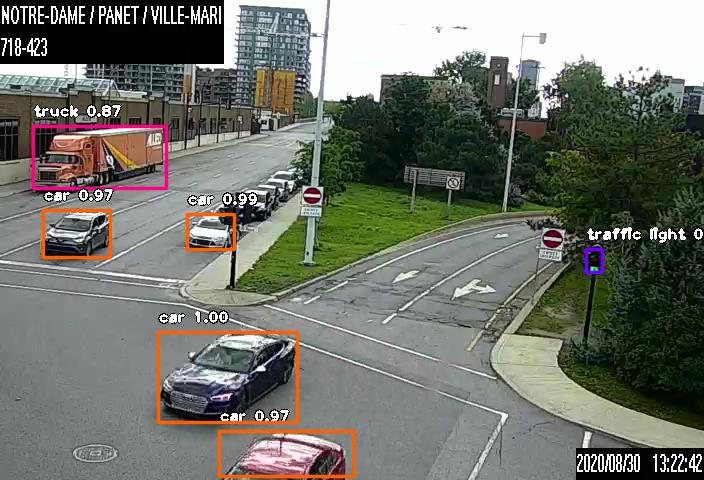 NOTRE-DAME / PANET / VILLE-MARI
718-423
truck 0.87
car 0.97
car 0.99
traffic light 0
car 1.00
car 0.97
2020/08/30 13:22:42